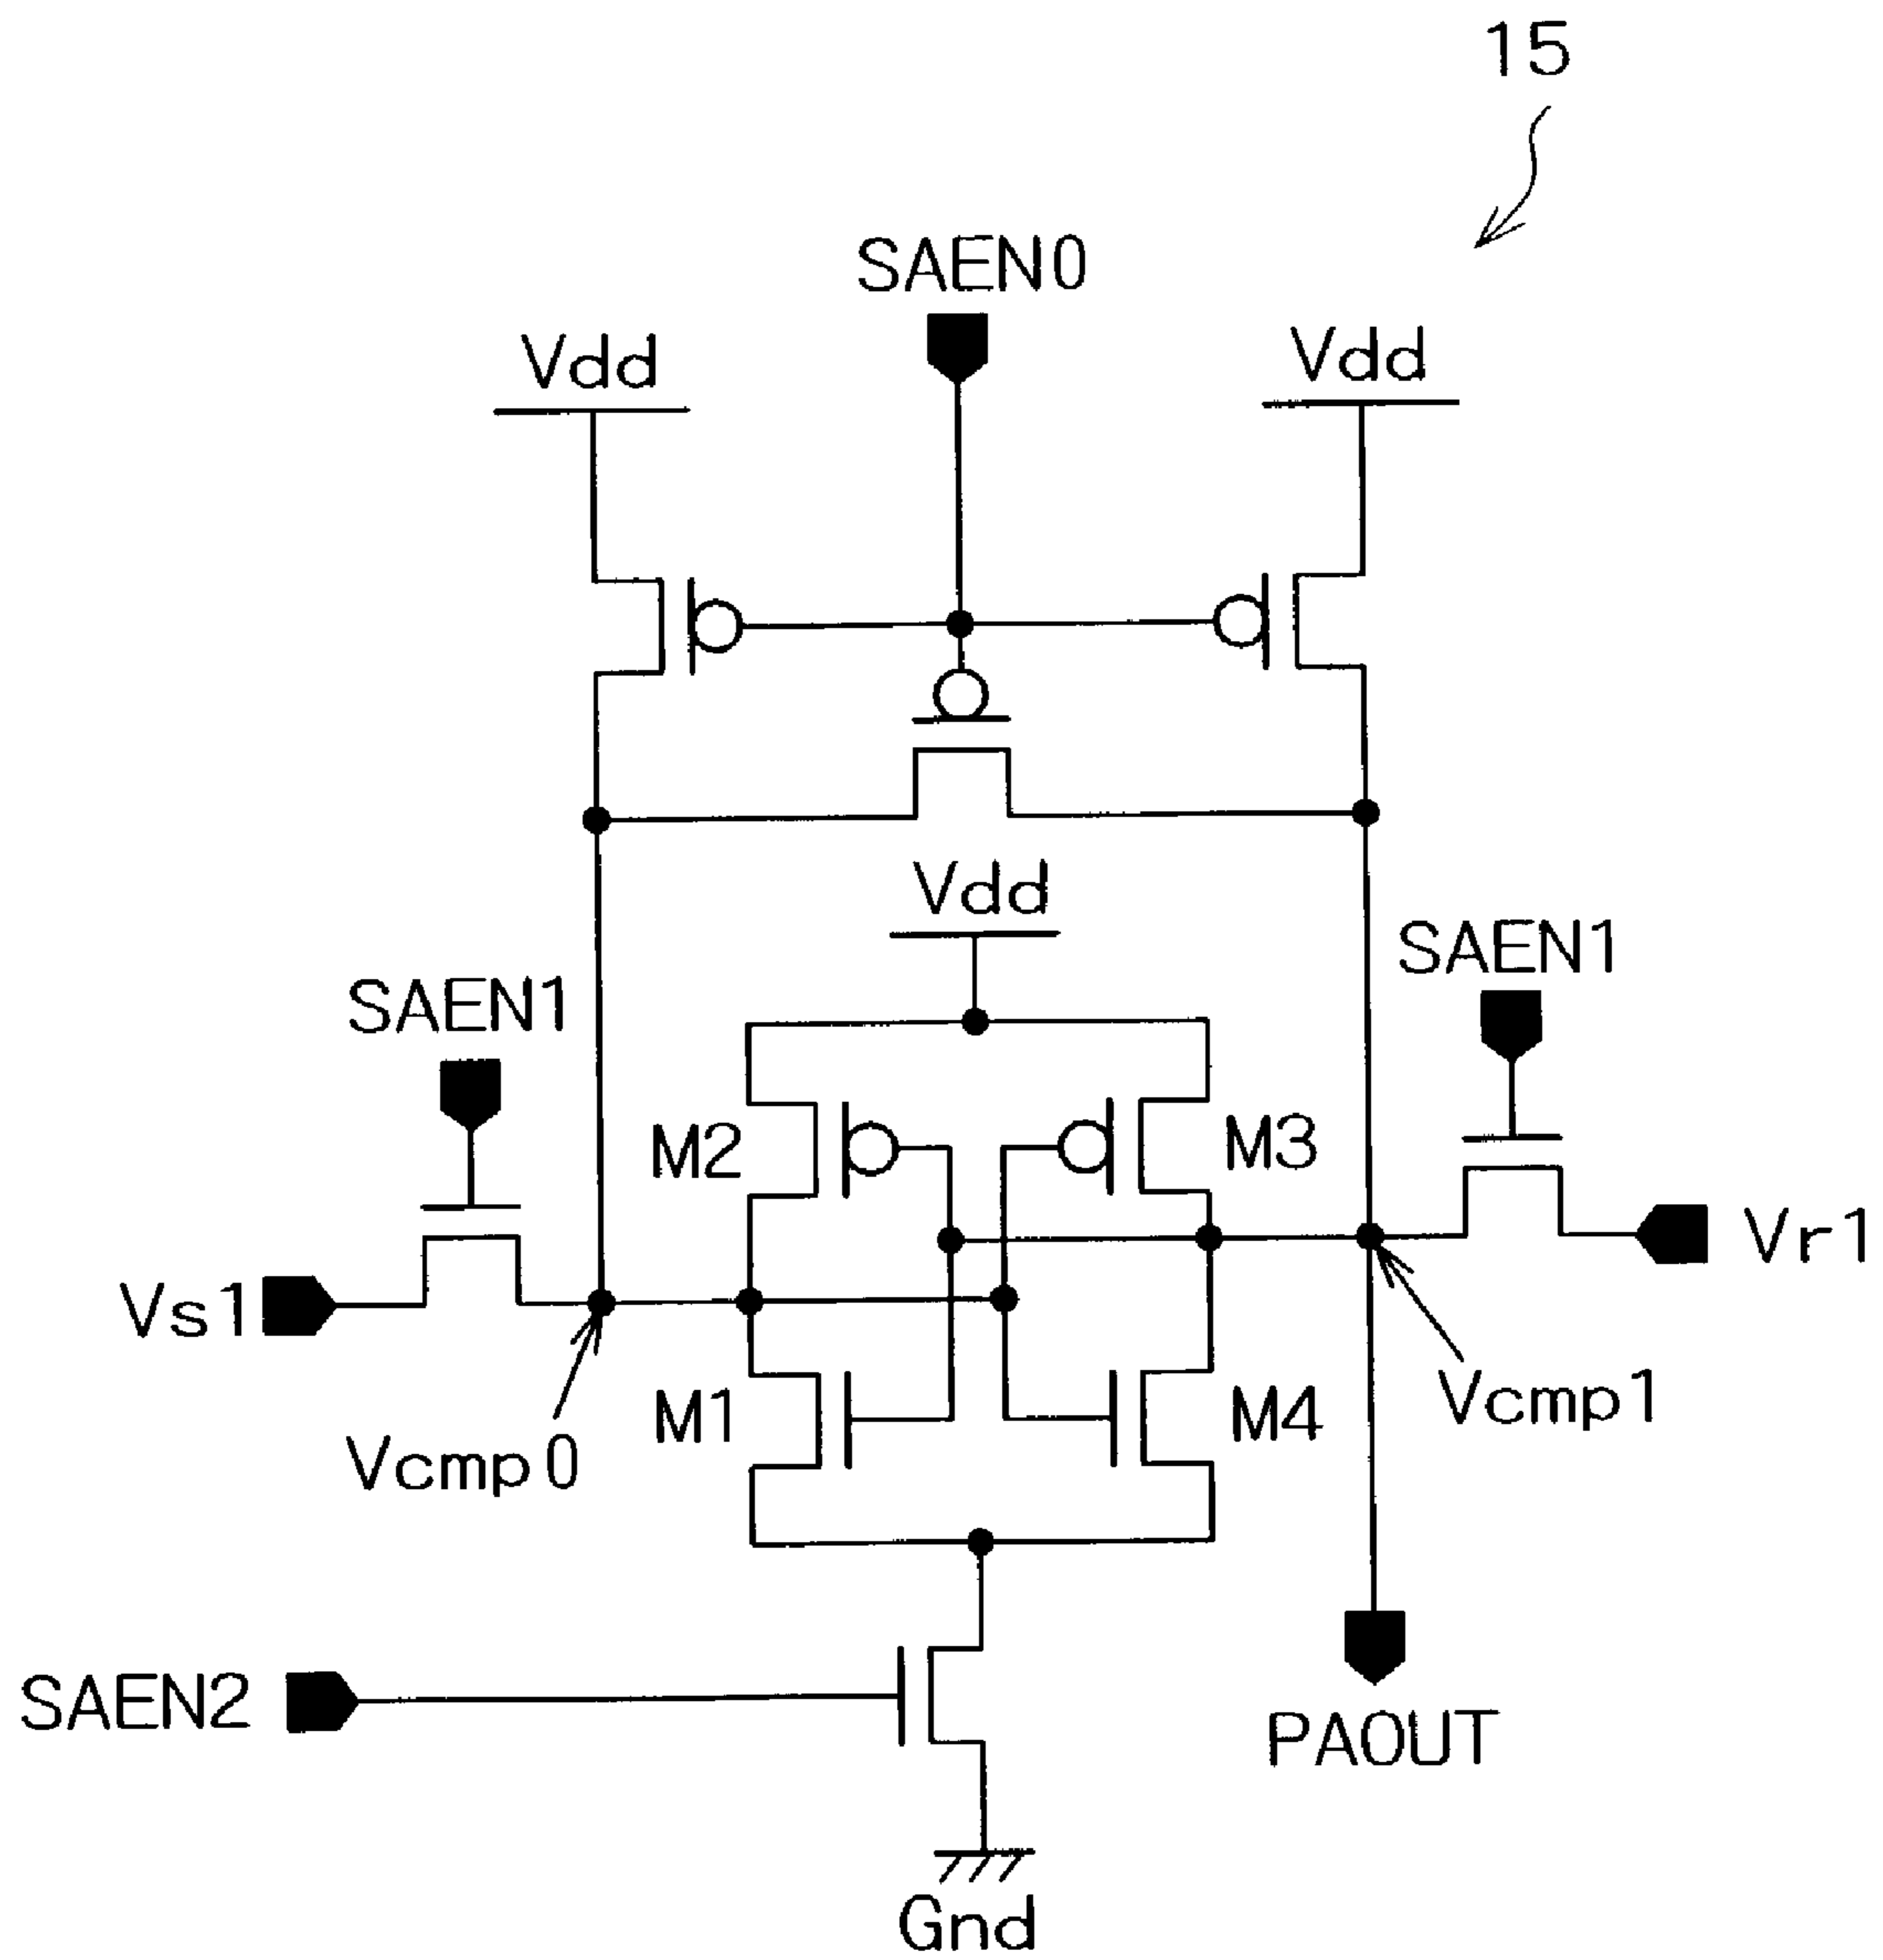 15
SAEN0
Vdd
Vdd
Vdd
SAEN1
SAEN1
M2
M3
Vs1
Vr1
Vcmp0
M1
M4
Vcmp1
SAEN2
PAOUT
Gnd